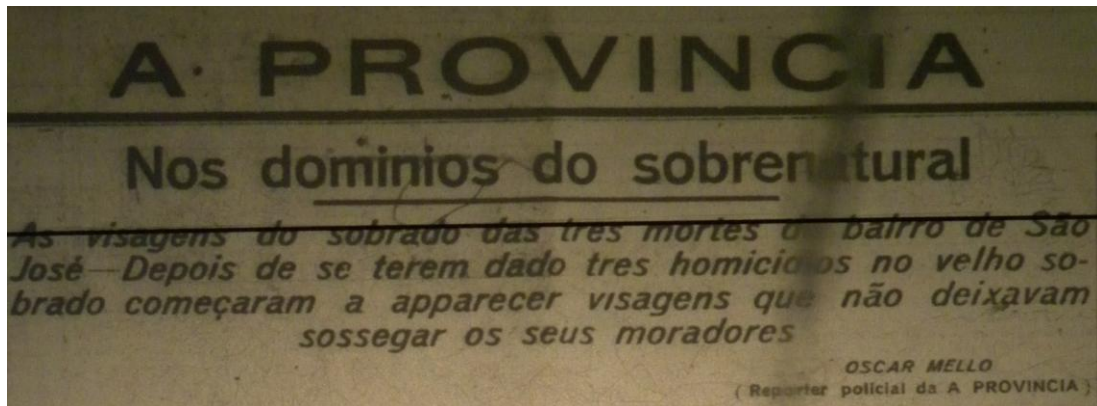 A PROVINCIA
Nos dominios do sobrenatural
As visagens do sobrado das tres mortes do bairro de São
José—Depois de se terem dado tres homicidios no velho so-
brado começaram a apparecer visagens que não deixavam
sossegar os seus moradores
OSCAR MELLO
(Reporter policial da A PROVINCIA)